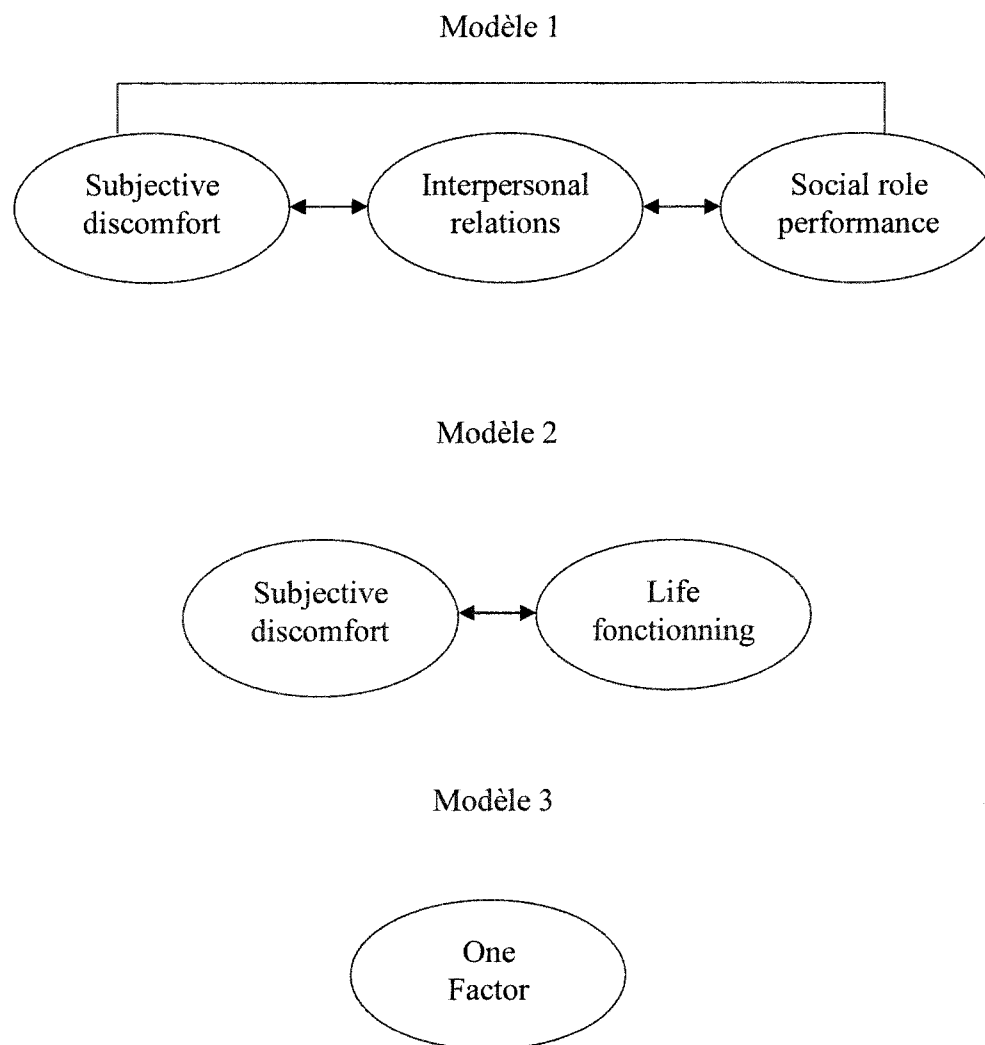 Modèle 1
Subjective
discomfort
Interpersonal
relations
Social role
performance
Modèle 2
Subjective
discomfort
Life
fonctionning
Modèle 3
One
Factor